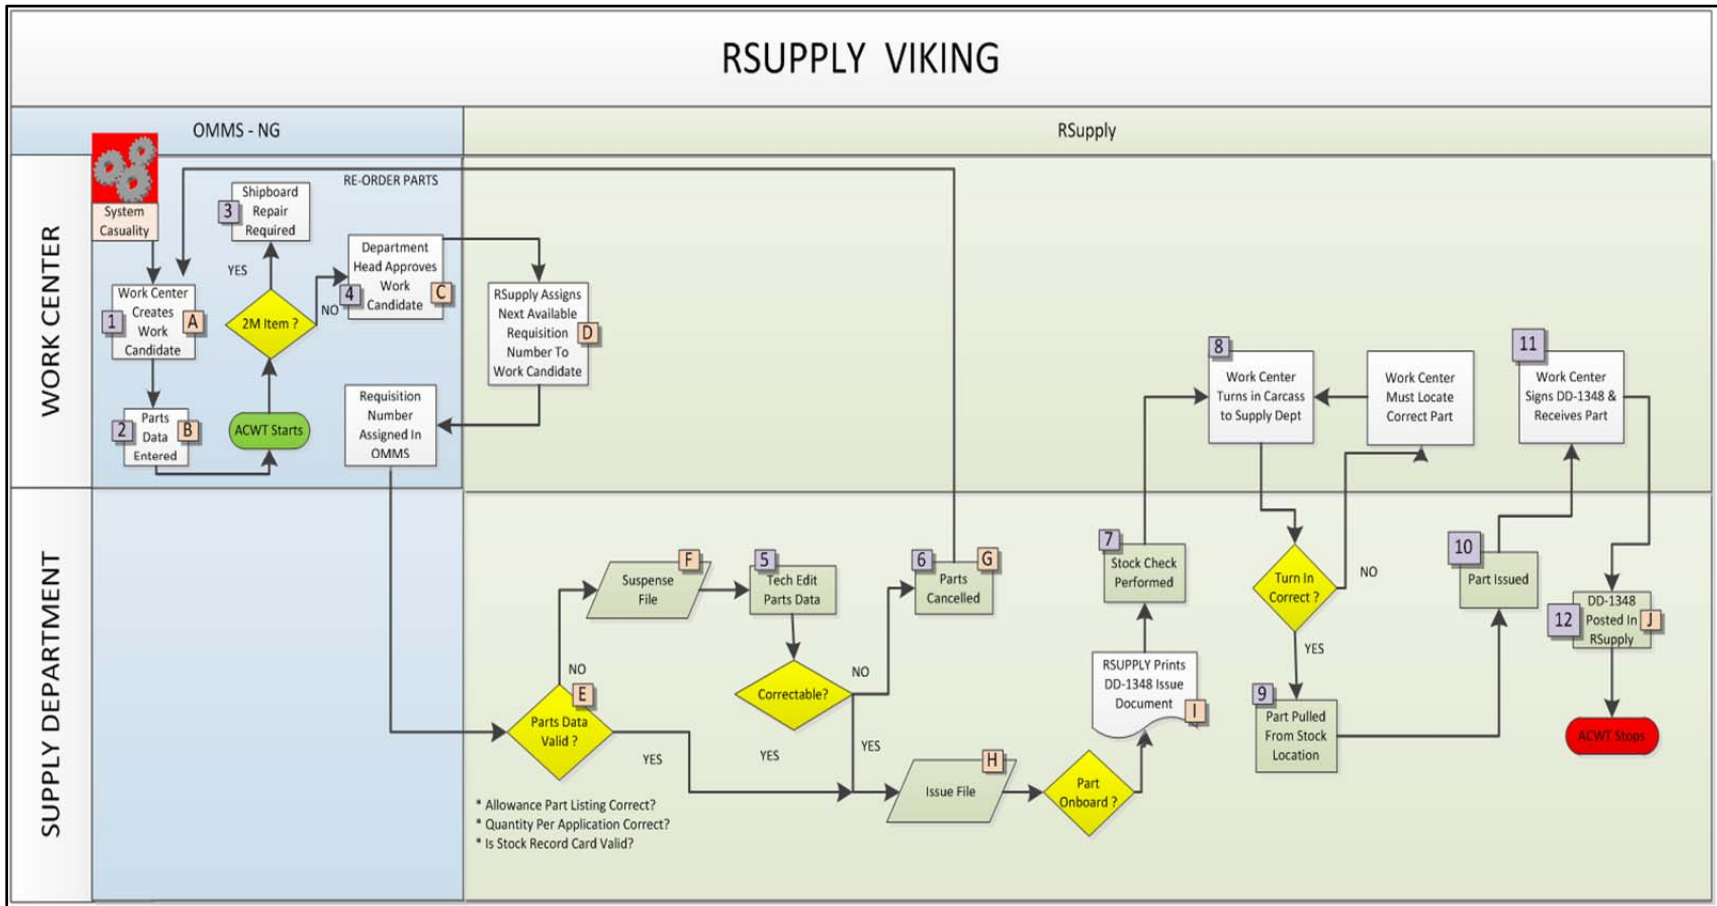 RSUPPLY VIKING
OMMS - NG
RSupply
WORK CENTER
SUPPLY DEPARTMENT
System
Casuality
RE-ORDER PARTS
3
Shipboard
Repair
Required
YES
2M Item ?
NO
Department
Head Approves
Work
Candidate
4
C
1
Work Center
Creates
Work
Candidate
A
2
Parts
Data
Entered
B
ACWT Starts
RSupply Assigns
Next Available
Requisition
Number To
Work Candidate
D
Requisition
Number
Assigned In
OMMS
8
Work Center
Turns in Carcass
to Supply Dept
Work Center
Must Locate
Correct Part
11
Work Center
Signs DD-1348 &
Receives Part
F
Suspense
File
5
Tech Edit
Parts Data
6
G
Parts
Cancelled
NO
E
Parts Data
Valid ?
YES
Correctable?
NO
YES
YES
* Allowance Part Listing Correct?
* Quantity Per Application Correct?
* Is Stock Record Card Valid?
H
Issue File
Part
Onboard ?
RSUPPLY Prints
DD-1348 Issue
Document
I
7
Stock Check
Performed
Turn In
Correct ?
NO
YES
9
Part Pulled
From Stock
Location
10
Part Issued
12
DD-1348
Posted In
RSupply
J
ACWT Stops